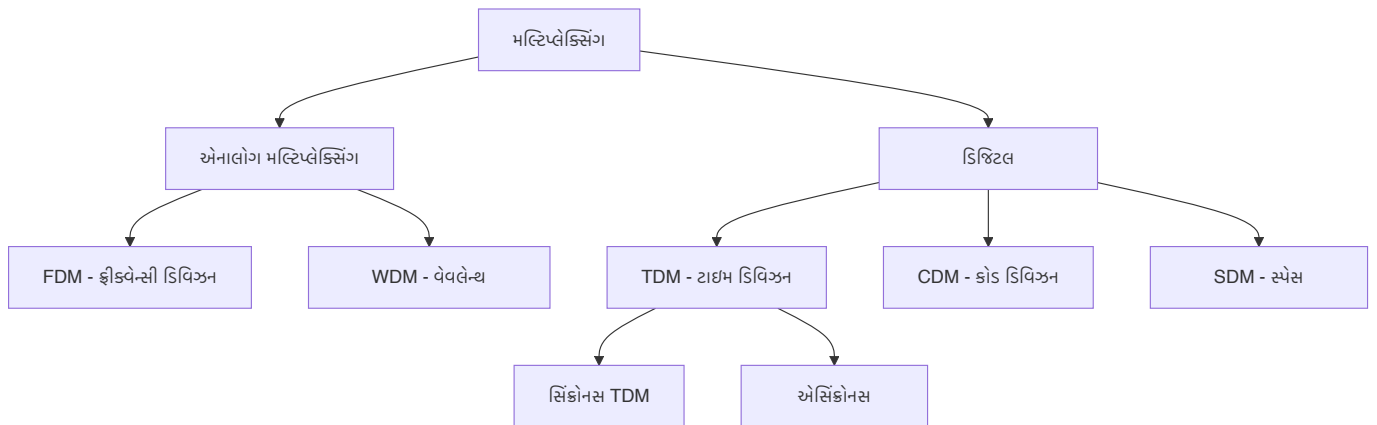 મલ્ટિપ્લેક્સિંગ
એનાલોગ મલ્ટિપ્લેક્સિંગ
ડિજિટલ
FDM - ફ્રીક્વેન્સી ડિવિઝન
WDM - વેવલેન્થ
TDM - ટાઇમ ડિવિઝન
CDM - કોડ ડિવિઝન
SDM - સ્પેસ
સિંક્રોનસ TDM
એસિંક્રોનસ